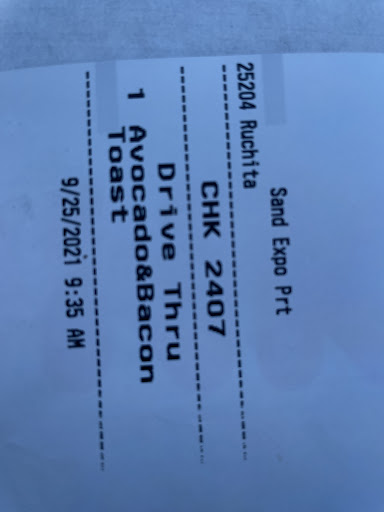 Sand Expo Prt
25204 Ruchita
CHK 2407
Drive Thru
1 Avocado&Bacon
Toast
9/25/2021 9:35 AM